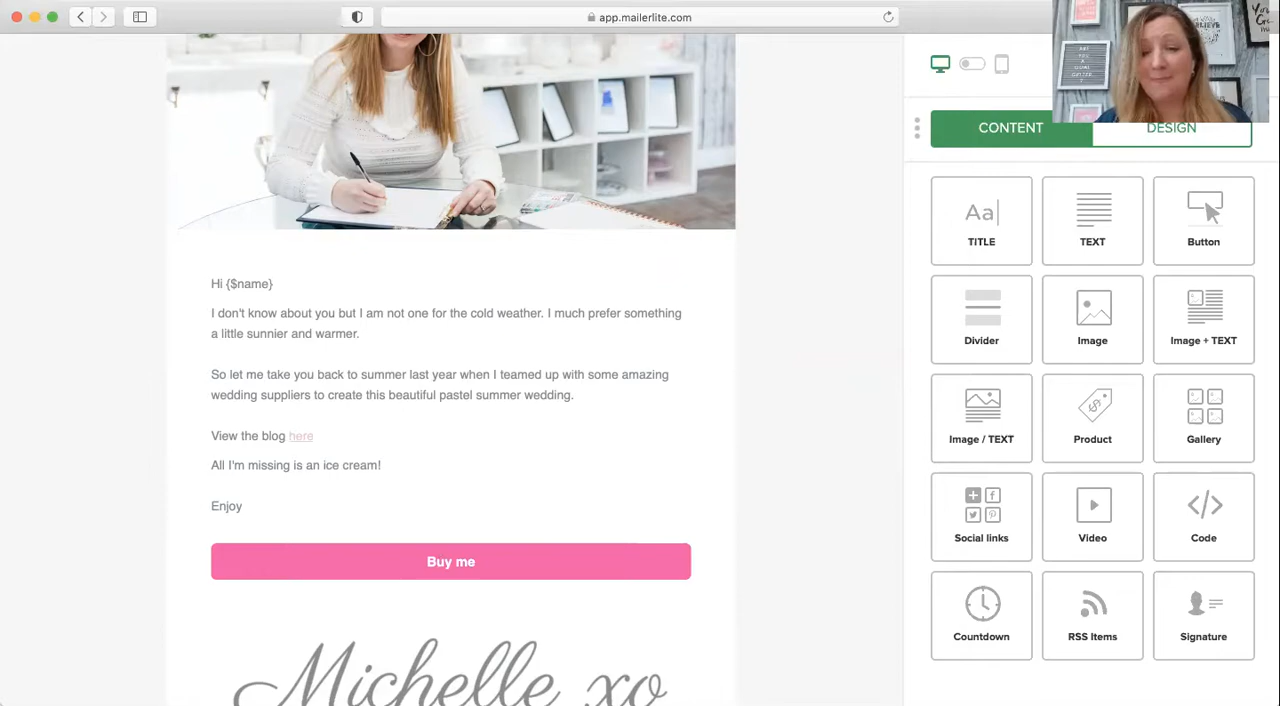 app.mailerlite.com
CONTENT
DESIGN
TITLE
TEXT
Button
Divider
Image
Image + TEXT
Image / TEXT
Product
Gallery
Social links
Video
Code
Countdown
RSS Items
Signature
Aa
Hi {$name}
I don't know about you but I am not one for the cold weather. I much prefer something
a little sunnier and warmer.
So let me take you back to summer last year when I teamed up with some amazing
wedding suppliers to create this beautiful pastel summer wedding.
View the blog here
All I'm missing is an ice cream!
Enjoy
Buy me
Michelle xo